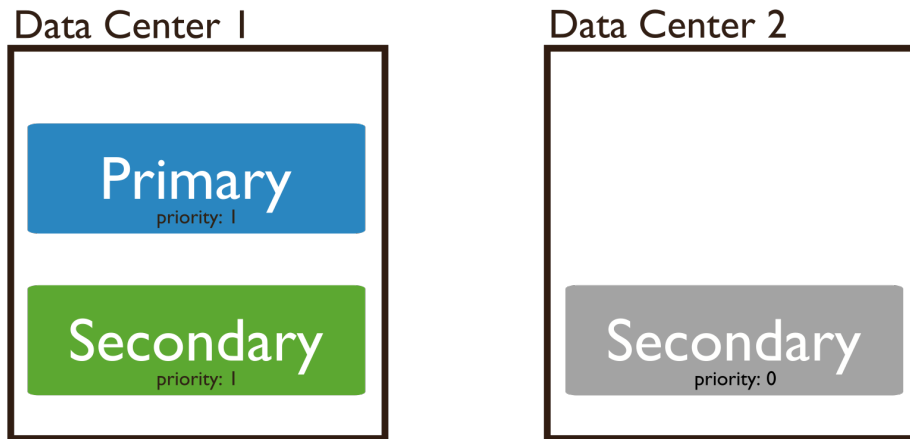 Data Center 1
Primary
priority: 1
Secondary
priority: 1
Data Center 2
Secondary
priority: 0